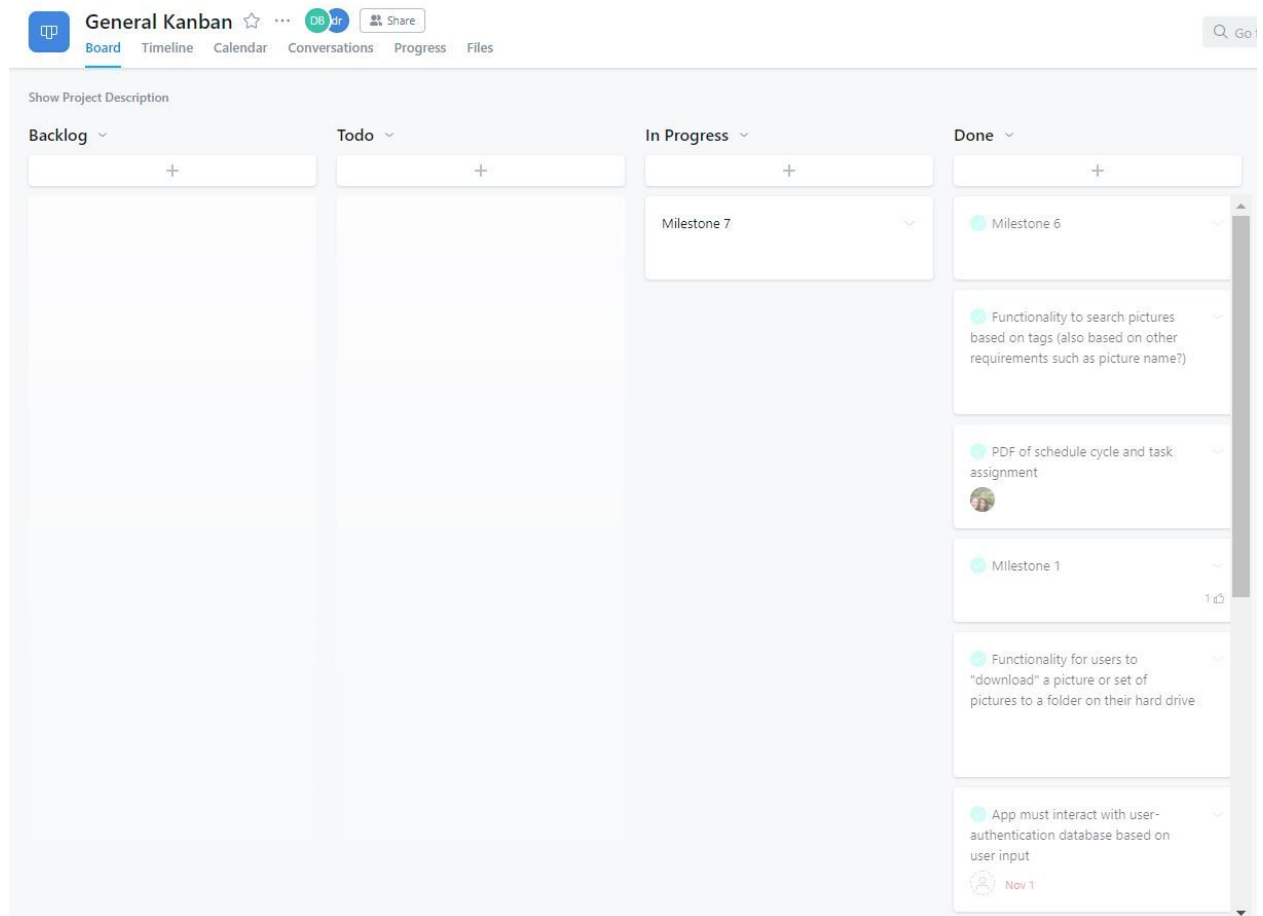 General Kanban
DB dr
Share
Board Timeline Calendar Conversations Progress Files
Go
Show Project Description
Backlog
Todo
In Progress
Done
Milestone 7
Milestone 6
Functionality to search pictures
based on tags (also based on other
requirements such as picture name?)
PDF of schedule cycle and task
assignment
MIlestone 1
1
Functionality for users to
"download" a picture or set of
pictures to a folder on their hard drive
App must interact with user-
authentication database based on
user input
Nov 1